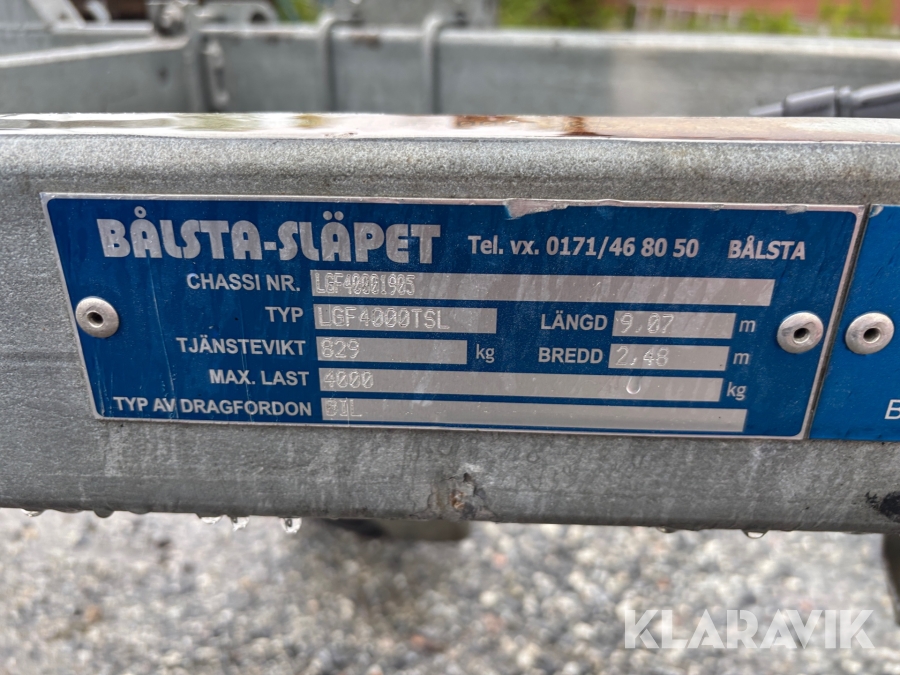 BÅLSTA-SLÄPET Tel. vx. 0171/46 80 50 BÅLSTA
CHASSI NR. LGF40801905
TYP LGF4000TSL LÄNGD 9,07 m
TJÄNSTEVIKT 829 kg BREDD 2,48 m
MAX. LAST 4000 kg
TYP AV DRAGFORDON BIL
B
KLARAVIK